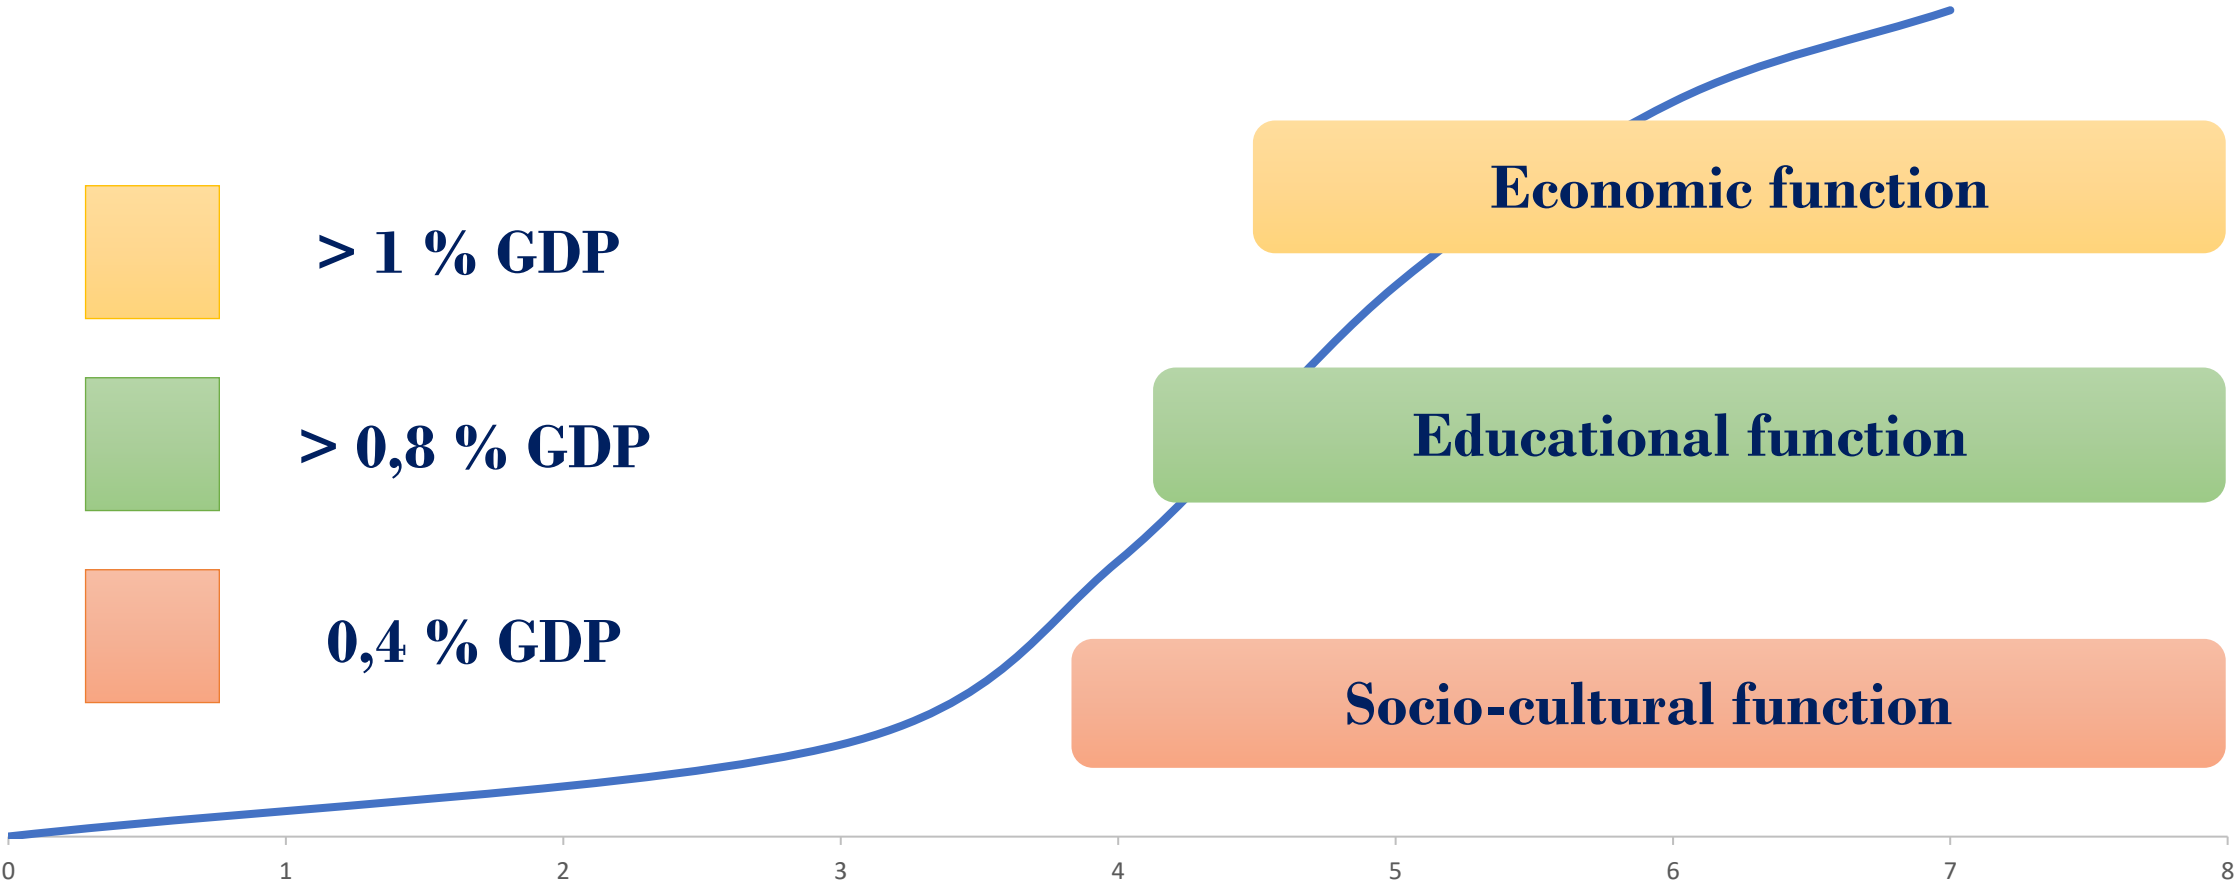 Economic function
> 1 % GDP
Educational function
> 0,8 % GDP
0,4 % GDP
Socio-cultural function
0 1 2 3 4 5 6 7 8